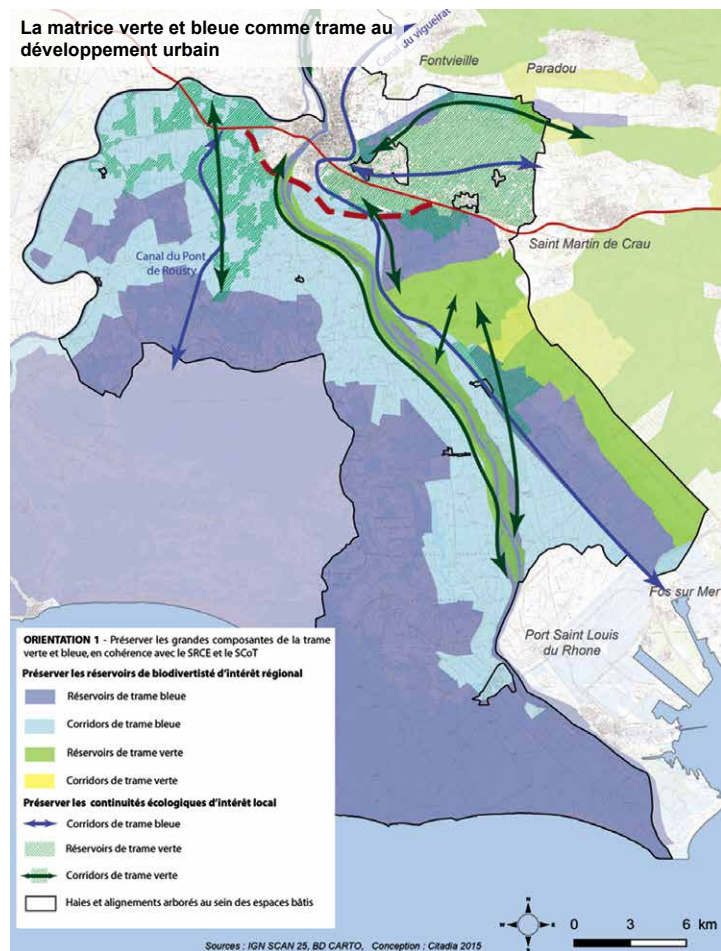 La matrice verte et bleue comme trame au
développement urbain
Canal du vigueirat
Fontvieille
Paradou
Saint Martin de Crau
Canal du Pont
de Rousty
Fos sur Mer
Port Saint Louis
du Rhone
ORIENTATION 1 - Préserver les grandes composantes de la trame
verte et bleue, en cohérence avec le SRCE et le SCoT
Préserver les réservoirs de biodivertisté d'intérêt régional
Réservoirs de trame bleue
Corridors de trame bleue
Réservoirs de trame verte
Corridors de trame verte
Préserver les continuités écologiques d'intérêt local
Corridors de trame bleue
Réservoirs de trame verte
Corridors de trame verte
Haies et alignements arborés au sein des espaces bâtis
N
W E
S
0 3 6 km
Sources : IGN SCAN 25, BD CARTO, Conception : Citadia 2015